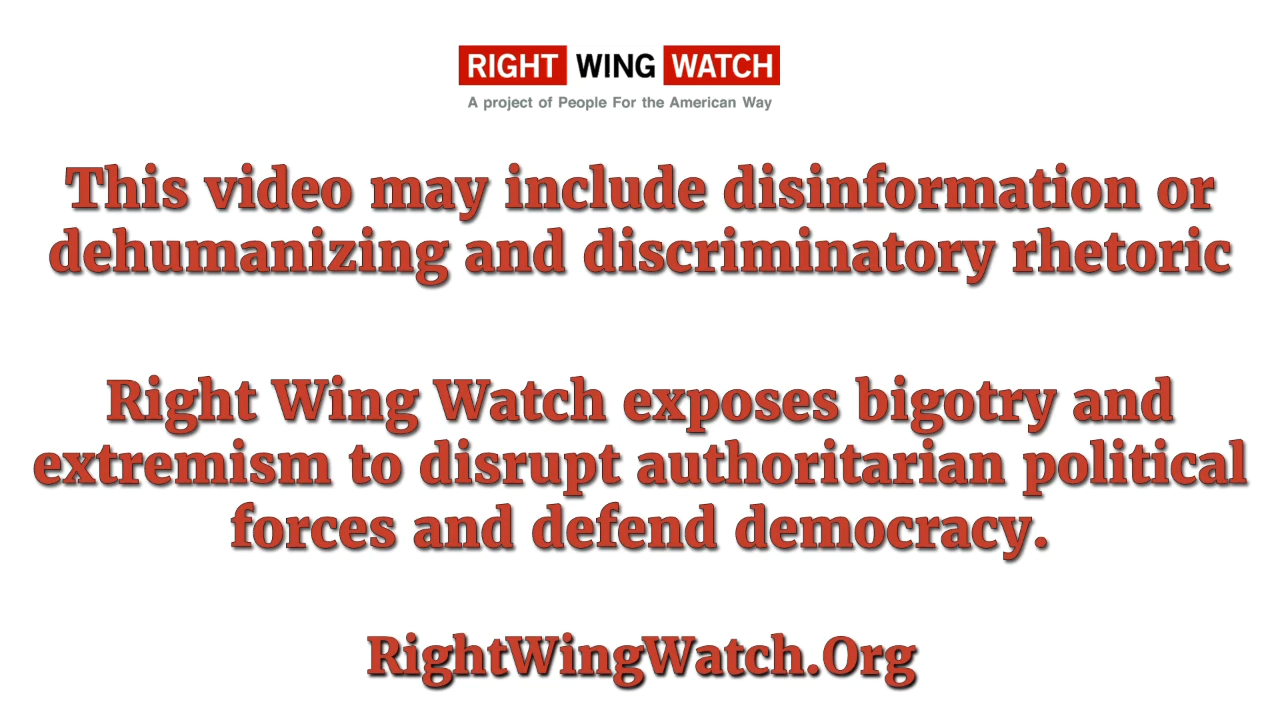 RIGHT WING WATCH
A project of People For the American Way
This video may include disinformation or
dehumanizing and discriminatory rhetoric
Right Wing Watch exposes bigotry and
extremism to disrupt authoritarian political
forces and defend democracy.
RightWingWatch.Org